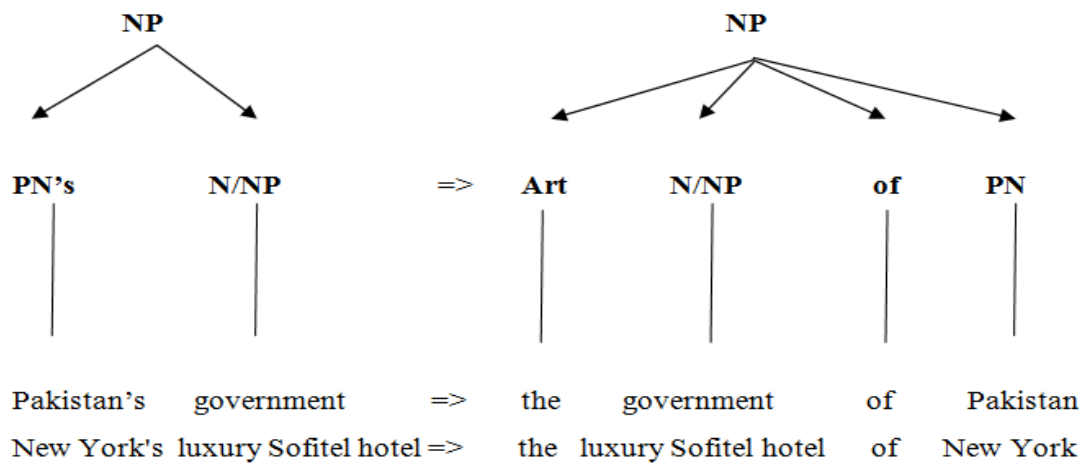 NP NP
PN’s N/NP => Art N/NP of PN
Pakistan’s government => the government of Pakistan
New York's luxury Sofitel hotel => the luxury Sofitel hotel of New York